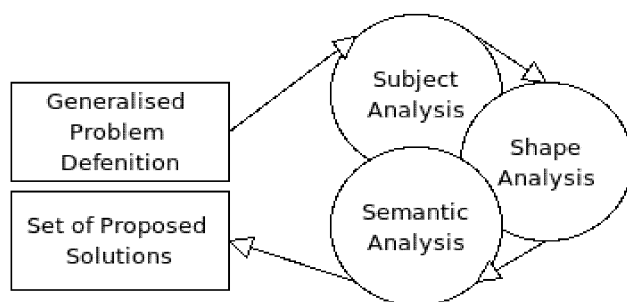 Generalised
Problem
Defenition
Set of Proposed
Solutions
Subject
Analysis
Shape
Analysis
Semantic
Analysis